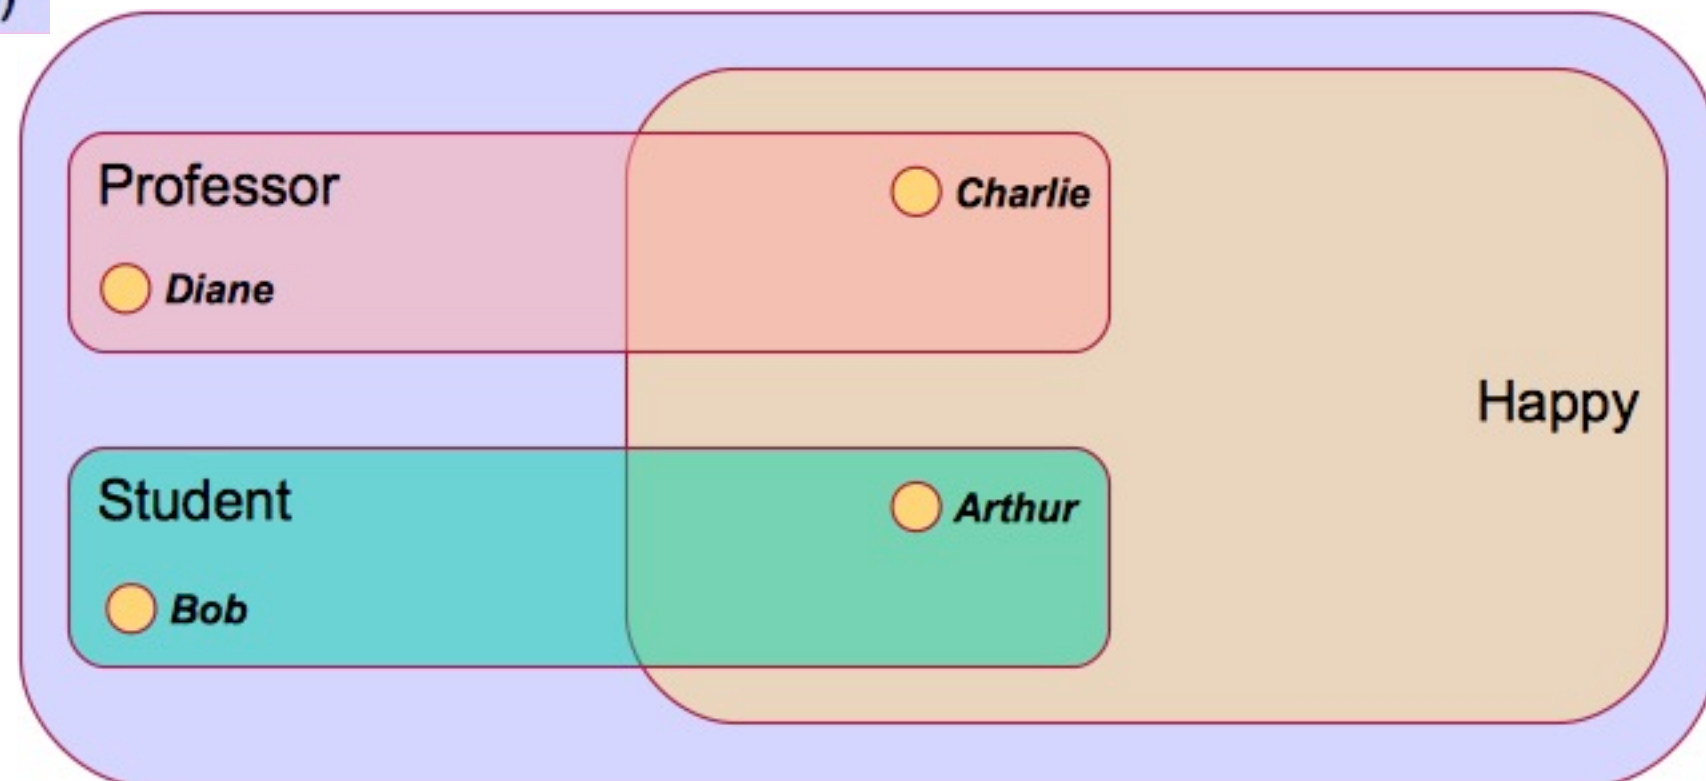 )
Professor
Charlie
Diane
Happy
Student
Arthur
Bob